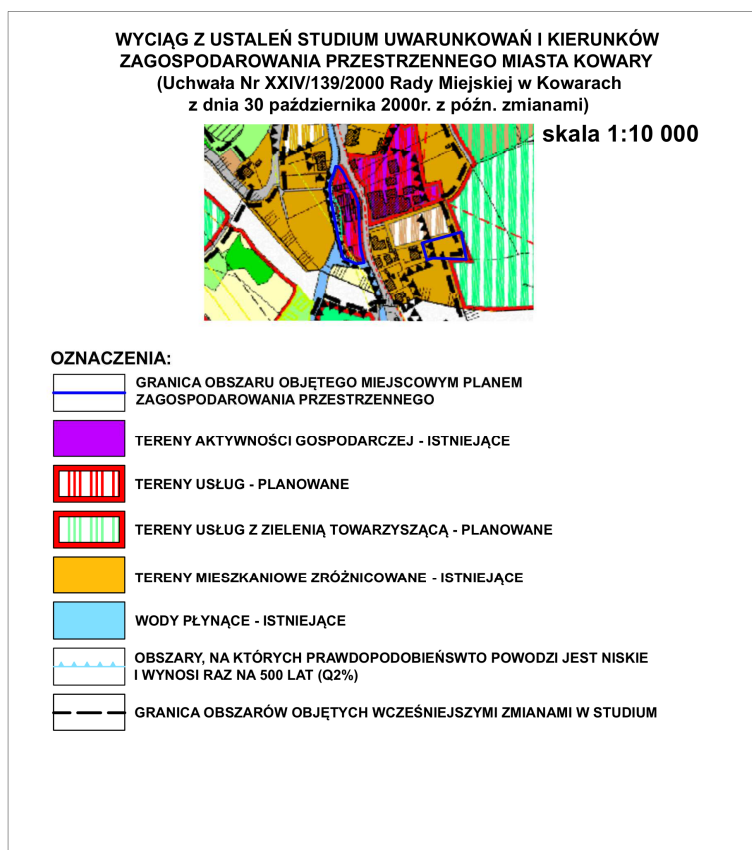 WYCIĄG Z USTALEŃ STUDIUM UWARUNKOWAŃ I KIERUNKÓW
ZAGOSPODAROWANIA PRZESTRZENNEGO MIASTA KOWARY
(Uchwała Nr XXIV/139/2000 Rady Miejskiej w Kowarach
z dnia 30 października 2000r. z późn. zmianami)
skala 1:10 000
OZNACZENIA:
GRANICA OBSZARU OBJĘTEGO MIEJSCOWYM PLANEM
ZAGOSPODAROWANIA PRZESTRZENNEGO
TERENY AKTYWNOŚCI GOSPODARCZEJ - ISTNIEJĄCE
TERENY USŁUG - PLANOWANE
TERENY USŁUG Z ZIELENIĄ TOWARZYSZĄCĄ - PLANOWANE
TERENY MIESZKANIOWE ZRÓŻNICOWANE - ISTNIEJĄCE
WODY PŁYNĄCE - ISTNIEJĄCE
OBSZARY, NA KTÓRYCH PRAWDOPODOBIEŃSWTO POWODZI JEST NISKIE
I WYNOSI RAZ NA 500 LAT (Q2%)
GRANICA OBSZARÓW OBJĘTYCH WCZEŚNIEJSZYMI ZMIANAMI W STUDIUM